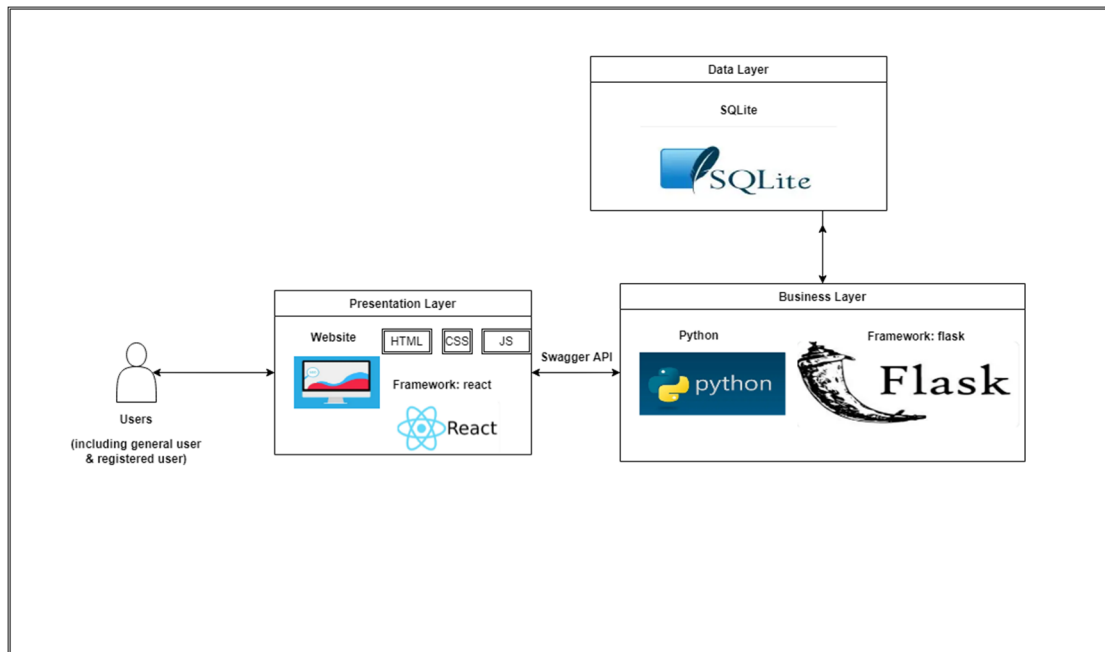 Data Layer
SQLite
SQLite
Presentation Layer
Website
HTML
CSS
JS
Framework: react
React
Swagger API
Business Layer
Python
Framework: flask
python
Flask
Users
(including general user
& registered user)